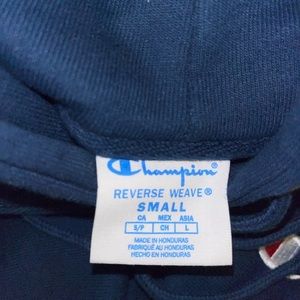 Champion
REVERSE WEAVE®
SMALL
CA MEX ASIA
S/P CH L
MADE IN HONDURAS
FABRIQUÉ AU HONDURAS
HECHO EN HONDURAS